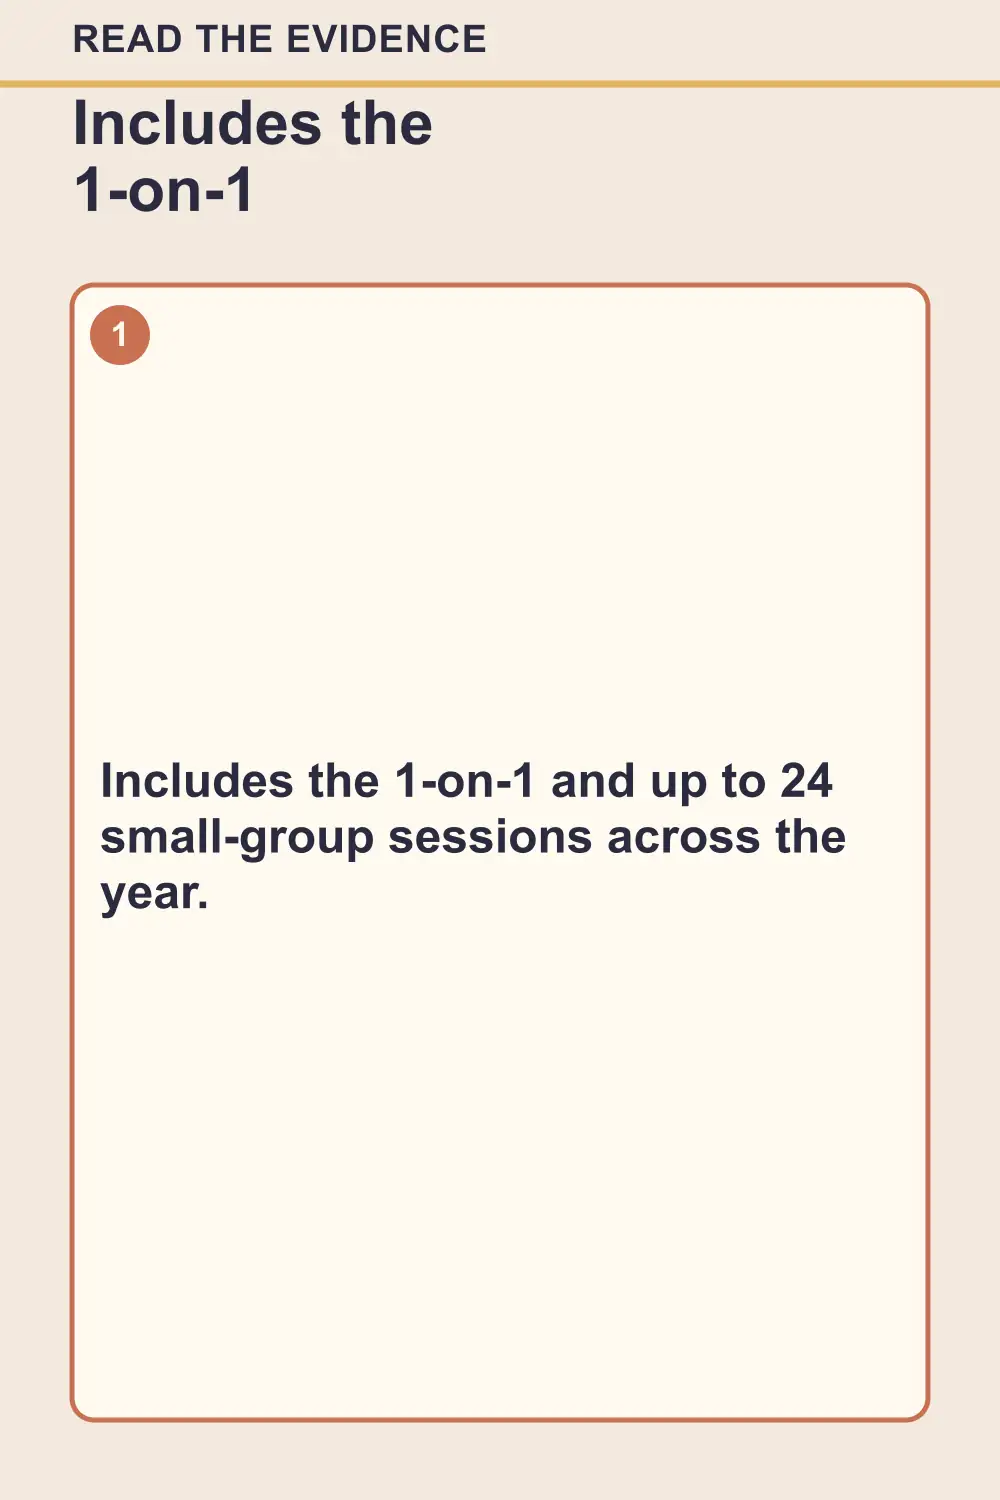 READ THE EVIDENCE
Includes the
1-on-1
1
Includes the 1-on-1 and up to 24
small-group sessions across the
year.